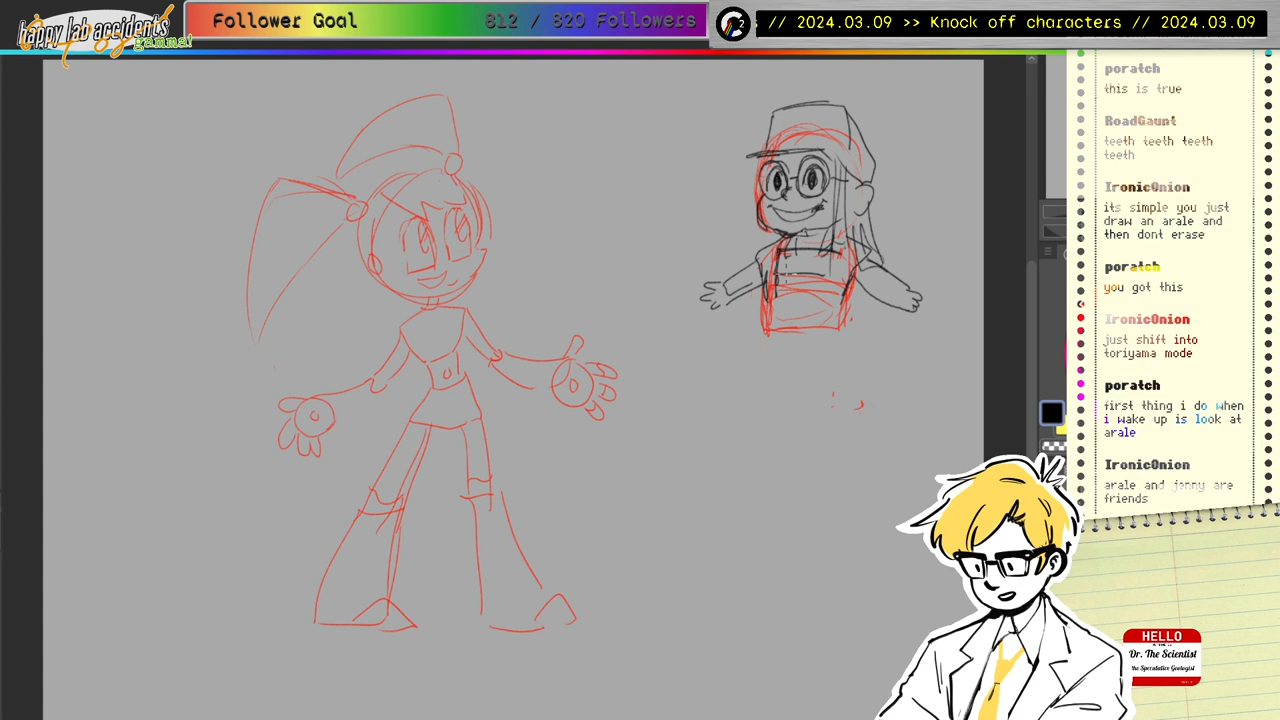 happy lab accidents
gamma!
Follower Goal
812 / 820 Followers
// 2024.03.09 >> Knock off characters // 2024.03.09
poratch
this is true
RoadGaunt
teeth teeth teeth
teeth
IronicOnion
its simple you just
draw an arale and
then dont erase
poratch
you got this
IronicOnion
just shift into
toriyama mode
poratch
first thing i do when
i wake up is look at
arale
IronicOnion
arale and jenny are
friends
HELLO
Dr. The Scientist
the Speculative Geologist